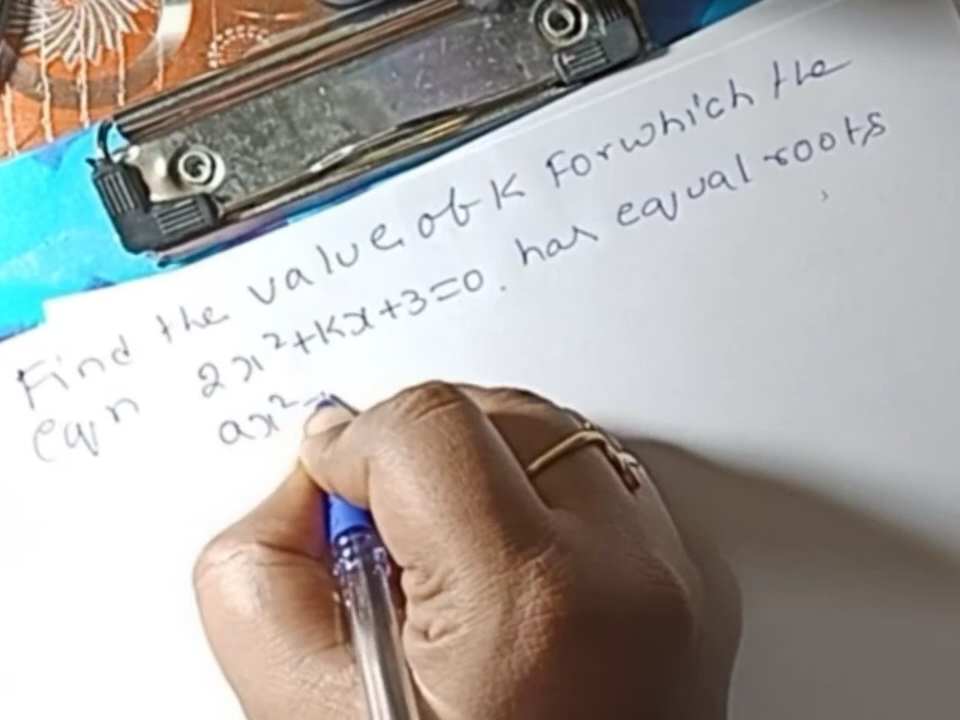 Find the value of K For which the
eqn 2x²+Kx+3=0. has equal roots
ax²